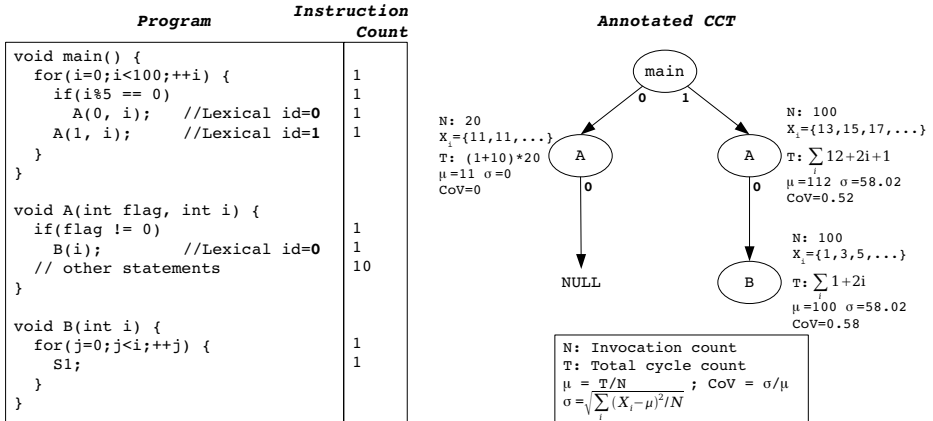 Program
Instruction
Count
void main() {
for(i=0;i<100;++i) { 1
if(i%5 == 0) 1
A(0, i); //Lexical id=0 1
A(1, i); //Lexical id=1 1
}
}
void A(int flag, int i) {
if(flag != 0) 1
B(i); //Lexical id=0 1
// other statements 10
}
void B(int i) {
for(j=0;j<i;++j) { 1
S1; 1
}
}
Annotated CCT
main
0 1
N: 20
Xi={11,11,...}
T: (1+10)*20
μ=11 σ=0
CoV=0
A
0
NULL
A
0
N: 100
Xi={13,15,17,...}
T: ∑i 12+2i+1
μ=112 σ=58.02
CoV=0.52
B
N: 100
Xi={1,3,5,...}
T: ∑i 1+2i
μ=100 σ=58.02
CoV=0.58
N: Invocation count
T: Total cycle count
μ = T/N ; CoV = σ/μ
σ=√∑i (Xi−μ)²/N